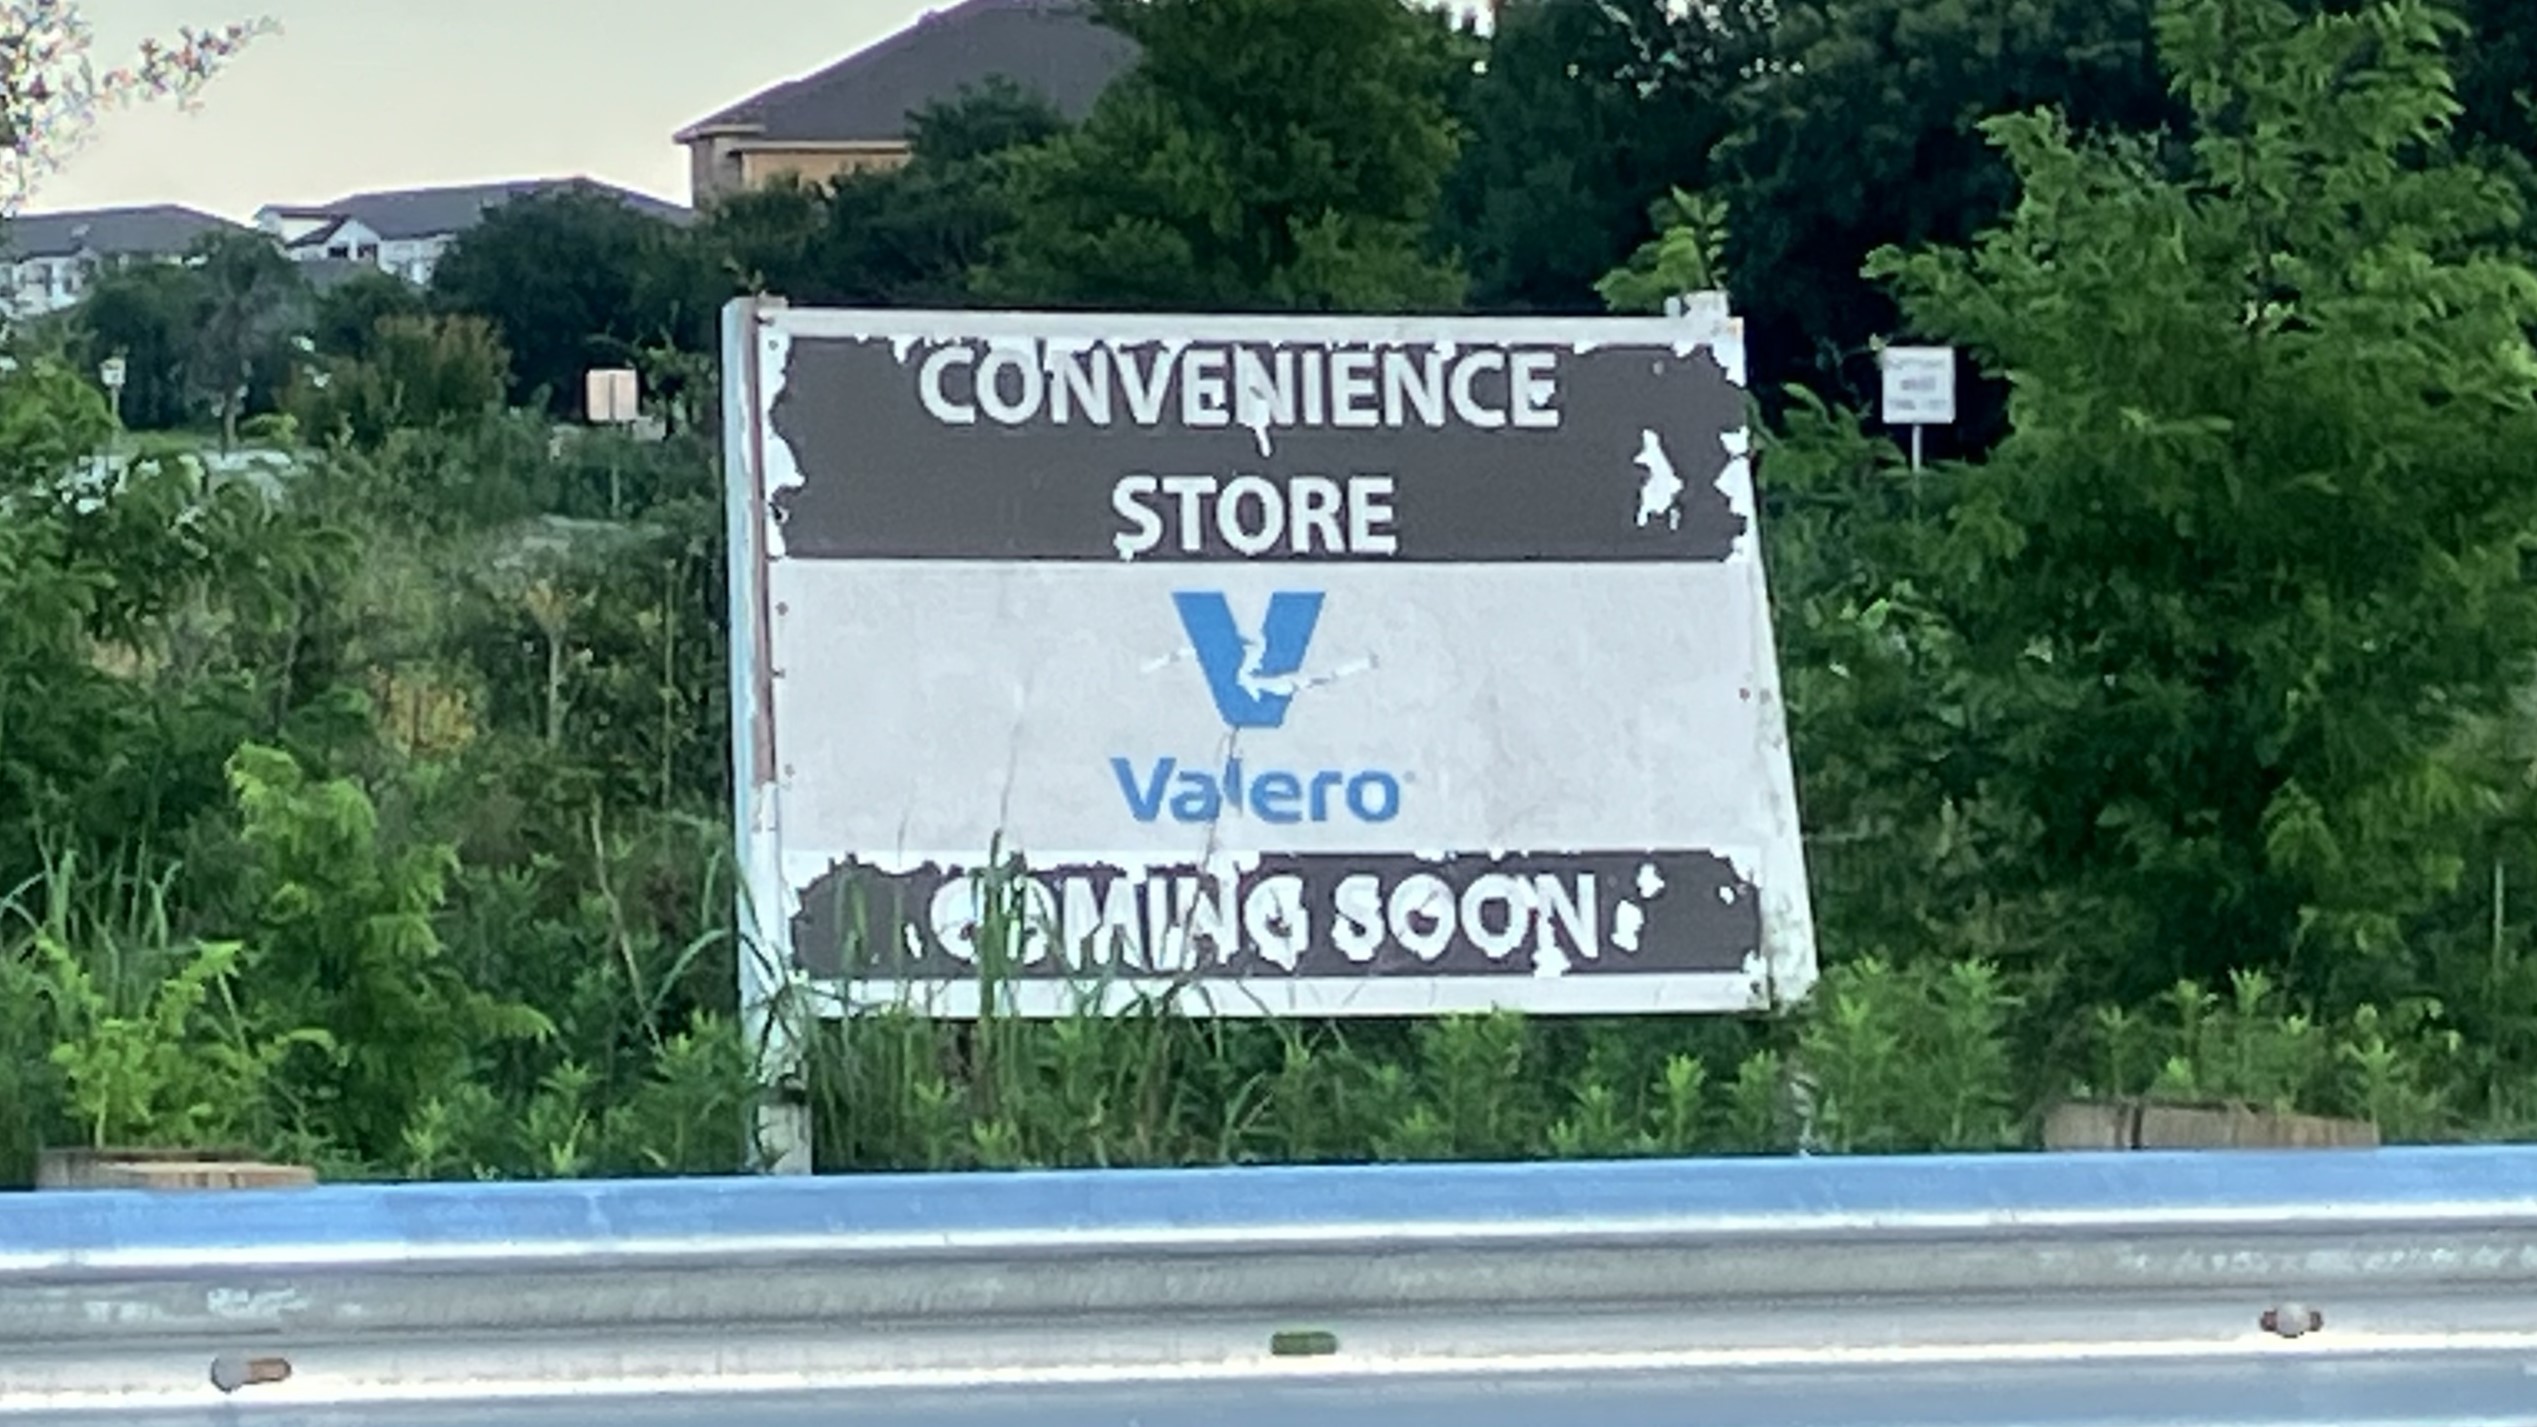 CONVENIENCE
STORE
Valero
COMING SOON